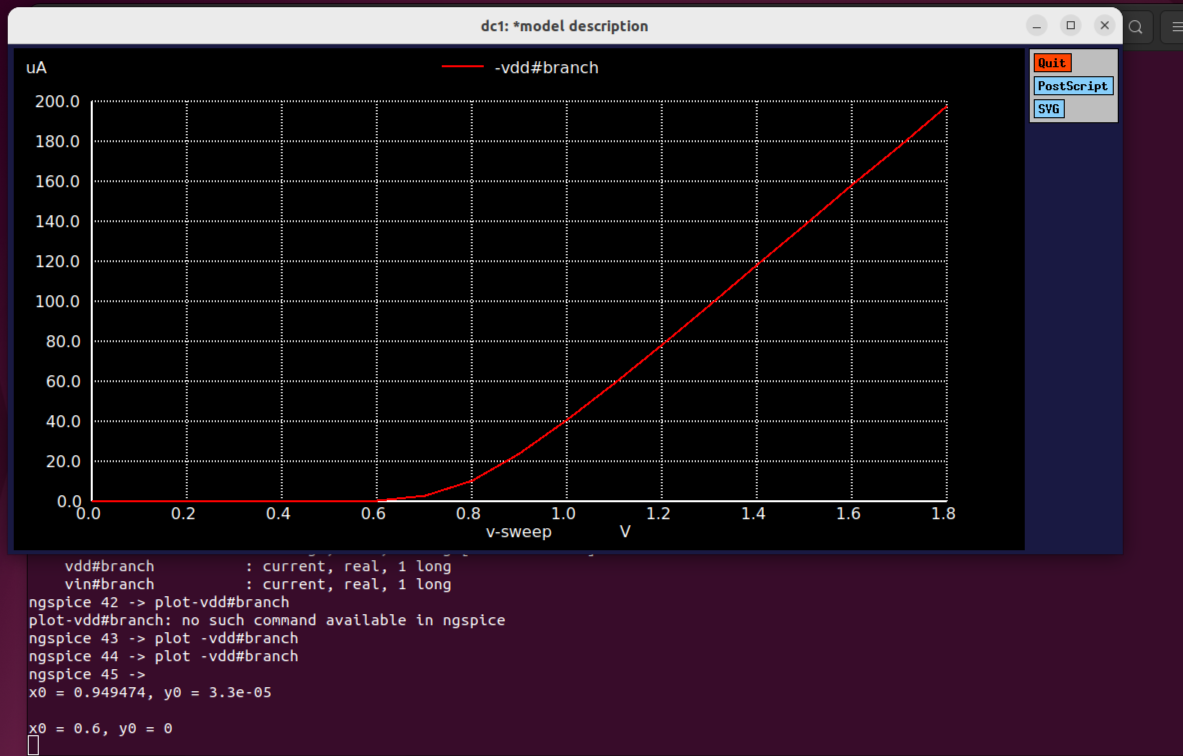 dc1: *model description
uA
-vdd#branch
Quit
PostScript
SVG
200.0
180.0
160.0
140.0
120.0
100.0
80.0
60.0
40.0
20.0
0.0
0.0 0.2 0.4 0.6 0.8 1.0 1.2 1.4 1.6 1.8
v-sweep V
vdd#branch : current, real, 1 long
vin#branch : current, real, 1 long
ngspice 42 -> plot-vdd#branch
plot-vdd#branch: no such command available in ngspice
ngspice 43 -> plot -vdd#branch
ngspice 44 -> plot -vdd#branch
ngspice 45 ->
x0 = 0.949474, y0 = 3.3e-05
x0 = 0.6, y0 = 0